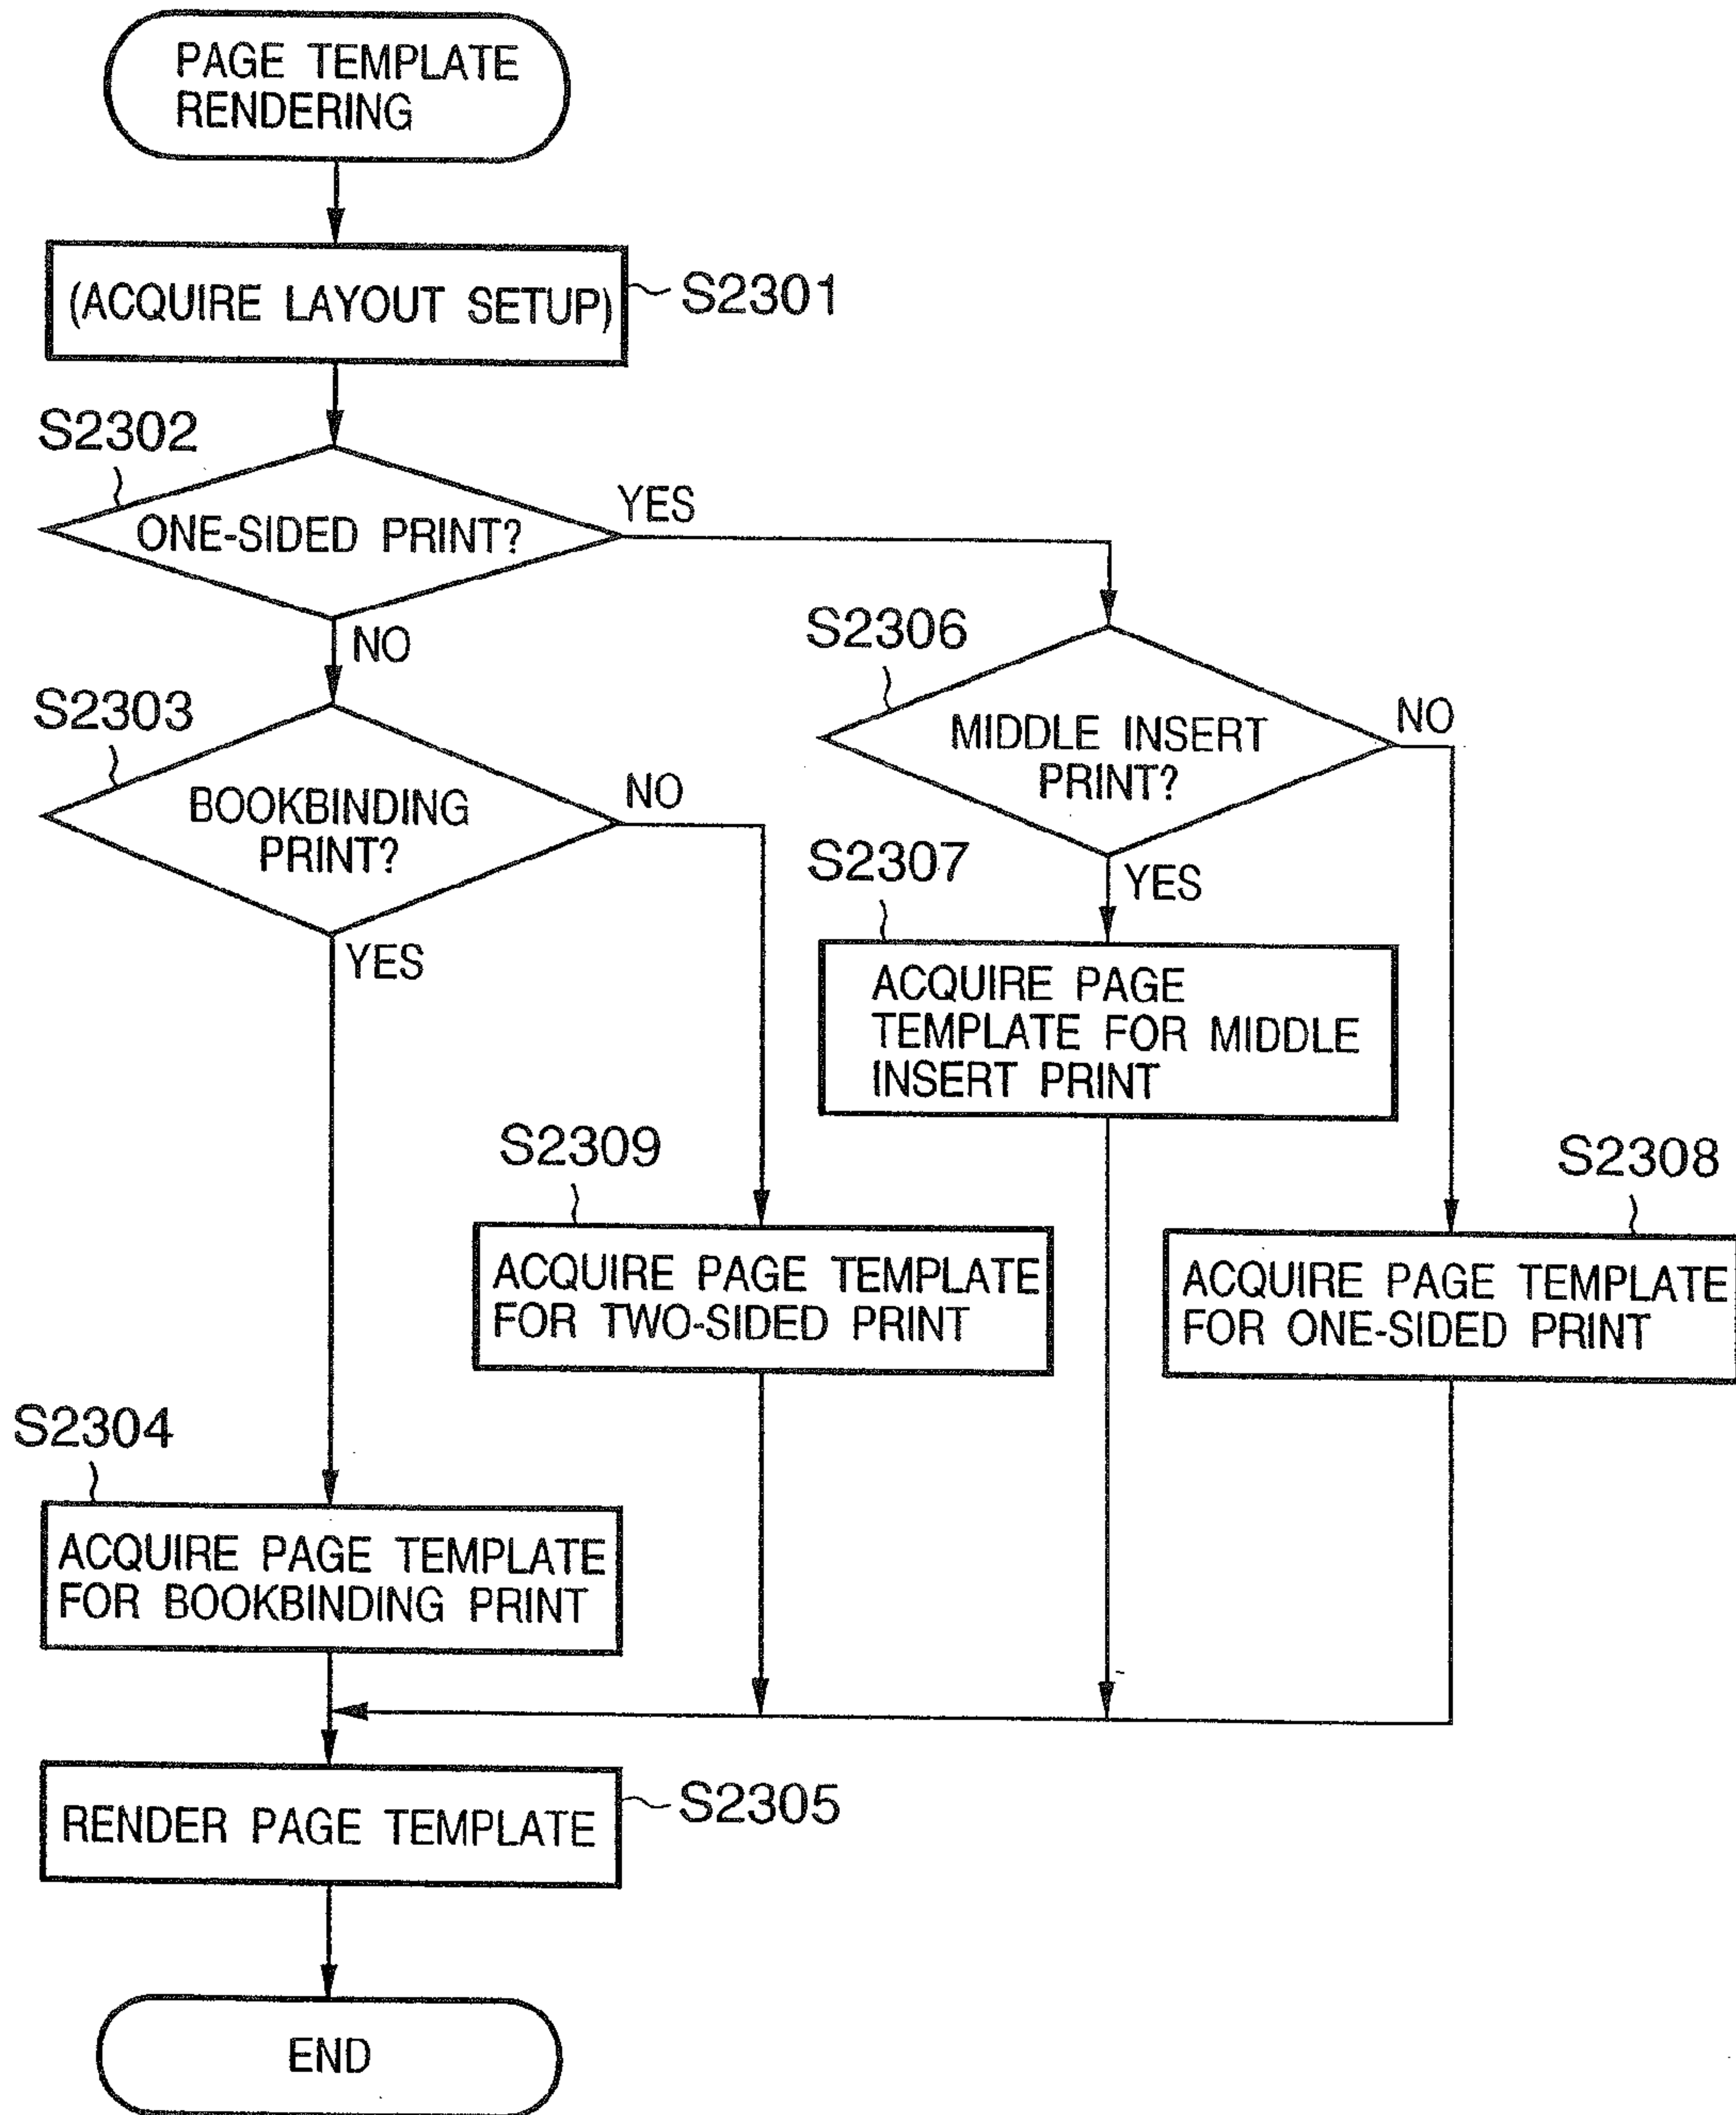 PAGE TEMPLATE
RENDERING
(ACQUIRE LAYOUT SETUP)
S2301
S2302
ONE-SIDED PRINT?
YES
NO
S2303
BOOKBINDING
PRINT?
NO
YES
S2306
MIDDLE INSERT
PRINT?
NO
YES
S2307
ACQUIRE PAGE
TEMPLATE FOR MIDDLE
INSERT PRINT
S2309
ACQUIRE PAGE TEMPLATE
FOR TWO-SIDED PRINT
S2308
ACQUIRE PAGE TEMPLATE
FOR ONE-SIDED PRINT
S2304
ACQUIRE PAGE TEMPLATE
FOR BOOKBINDING PRINT
RENDER PAGE TEMPLATE
S2305
END